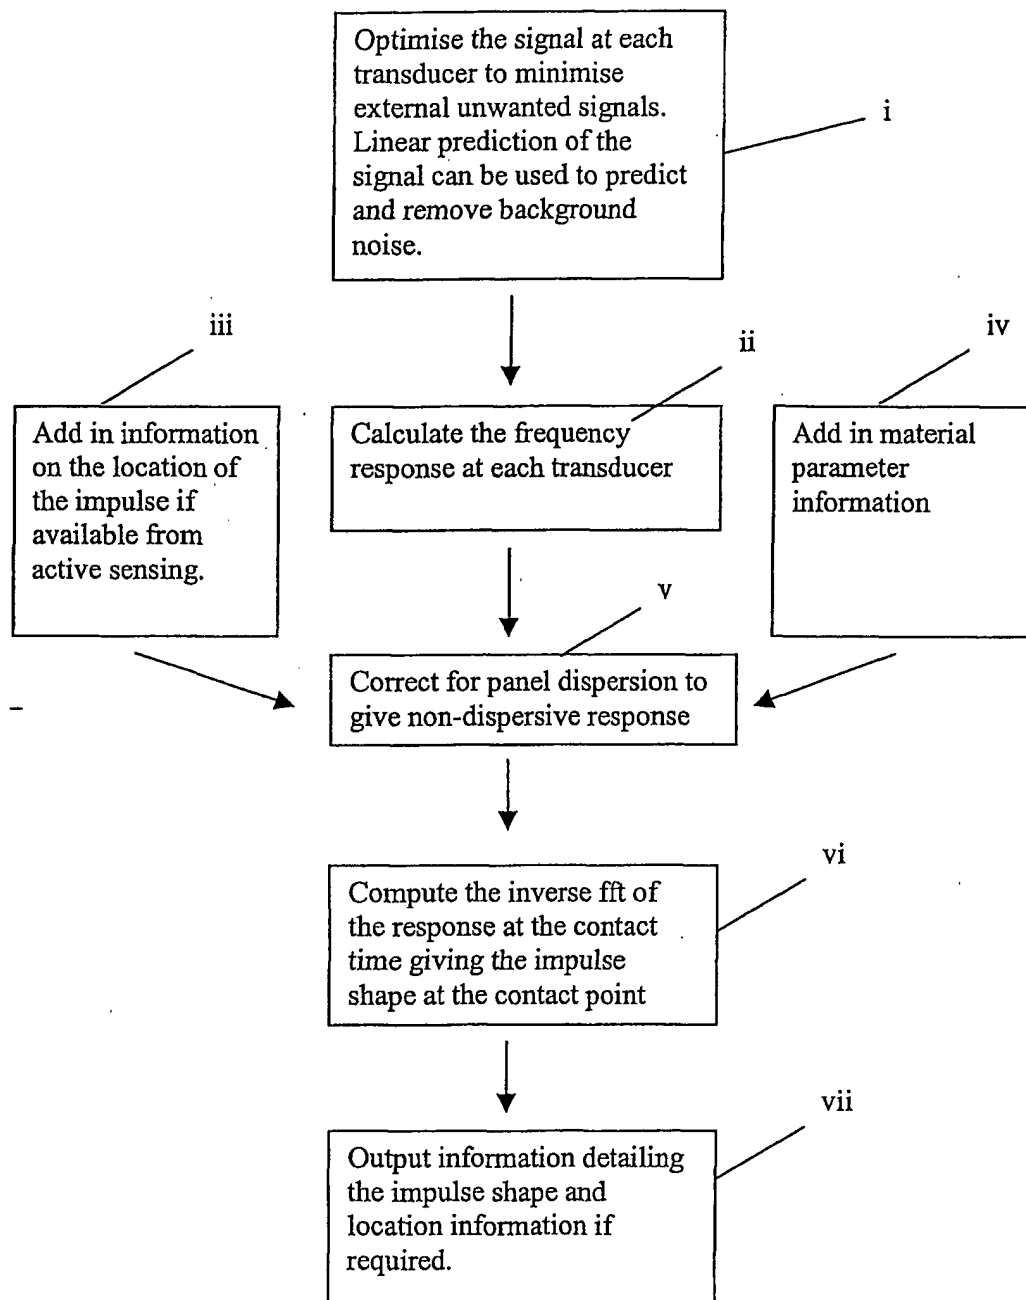 Optimise the signal at each
transducer to minimise
external unwanted signals.
Linear prediction of the
signal can be used to predict
and remove background
noise.
i
iii
ii
iv
Add in information
on the location of
the impulse if
available from
active sensing.
Calculate the frequency
response at each transducer
Add in material
parameter
information
v
Correct for panel dispersion to
give non-dispersive response
vi
Compute the inverse fft of
the response at the contact
time giving the impulse
shape at the contact point
vii
Output information detailing
the impulse shape and
location information if
required.